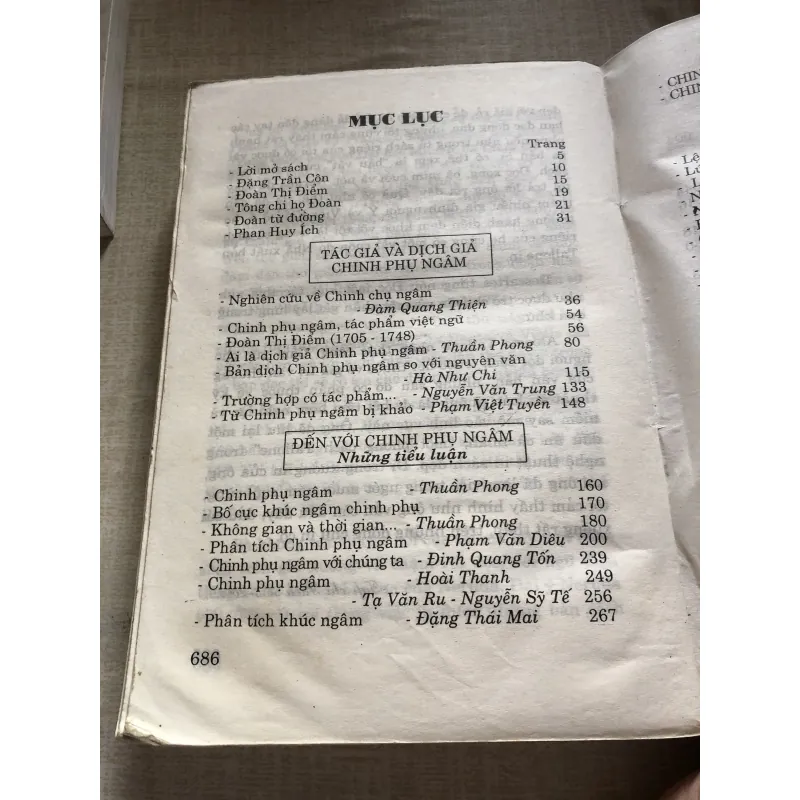 MỤC LỤC
Trang
- Lời mở sách 5
- Đặng Trần Côn 10
- Đoàn Thị Điểm 15
- Tông chi họ Đoàn 19
- Đoàn từ đường 21
- Phan Huy Ích 31
TÁC GIẢ VÀ DỊCH GIẢ
CHINH PHỤ NGÂM
- Nghiên cứu về Chinh chụ ngâm
- Đàm Quang Thiện 36
- Chinh phụ ngâm, tác phẩm việt ngữ 54
- Đoàn Thị Điểm (1705 - 1748) 56
- Ai là dịch giả Chinh phụ ngâm - Thuần Phong 80
- Bản dịch Chinh phụ ngâm so với nguyên văn
- Hà Như Chi 115
- Trường hợp có tác phẩm... - Nguyễn Văn Trung 133
- Từ Chinh phụ ngâm bị khảo - Phạm Việt Tuyền 148
ĐẾN VỚI CHINH PHỤ NGÂM
Những tiểu luận
- Chinh phụ ngâm - Thuần Phong 160
- Bố cục khúc ngâm chinh phụ 170
- Không gian và thời gian... - Thuần Phong 180
- Phân tích Chinh phụ ngâm - Phạm Văn Diêu 200
- Chinh phụ ngâm với chúng ta - Đinh Quang Tốn 239
- Chinh phụ ngâm - Hoài Thanh 249
- Tạ Văn Ru - Nguyễn Sỹ Tế 256
- Phân tích khúc ngâm - Đặng Thái Mai 267
686
- CHIN
- CHIN